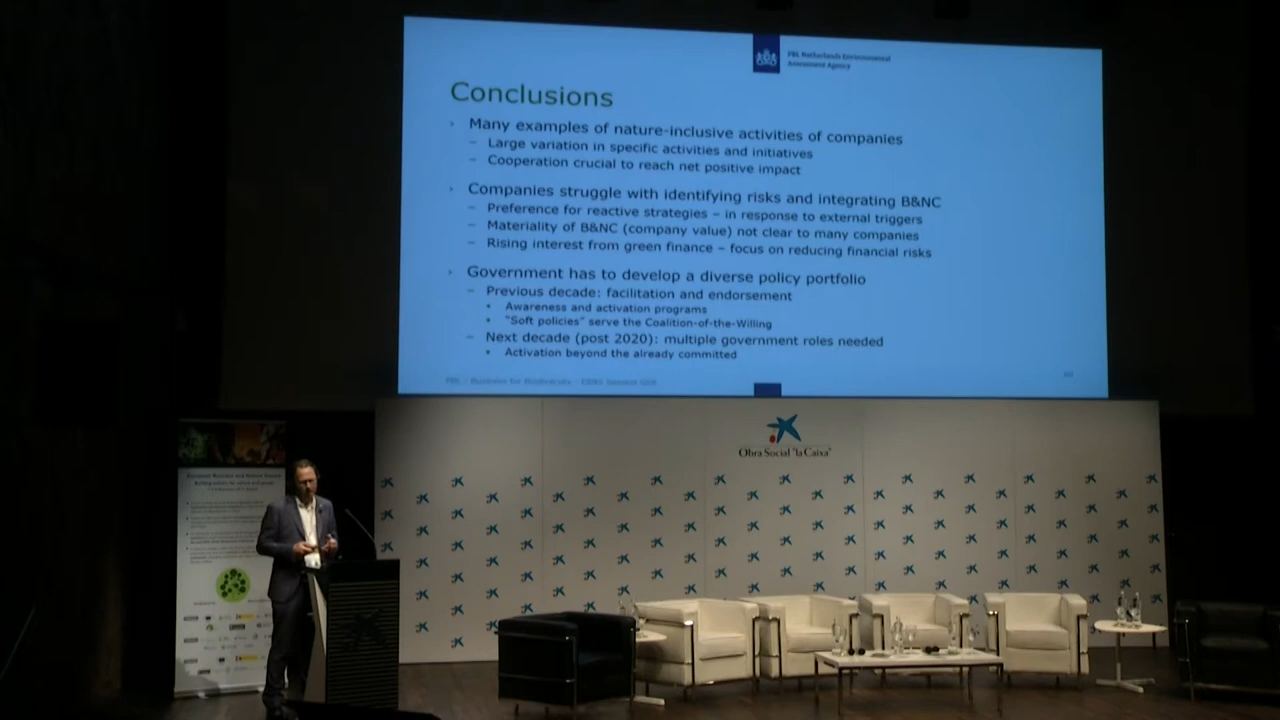 PBL Netherlands Environmental
Assessment Agency
Conclusions
› Many examples of nature-inclusive activities of companies
– Large variation in specific activities and initiatives
– Cooperation crucial to reach net positive impact
› Companies struggle with identifying risks and integrating B&NC
– Preference for reactive strategies – in response to external triggers
– Materiality of B&NC (company value) not clear to many companies
– Rising interest from green finance – focus on reducing financial risks
› Government has to develop a diverse policy portfolio
– Previous decade: facilitation and endorsement
• Awareness and activation programs
• "Soft policies" serve the Coalition-of-the-Willing
– Next decade (post 2020): multiple government roles needed
• Activation beyond the already committed
Obra Social "la Caixa"
European Business and Nature Summit